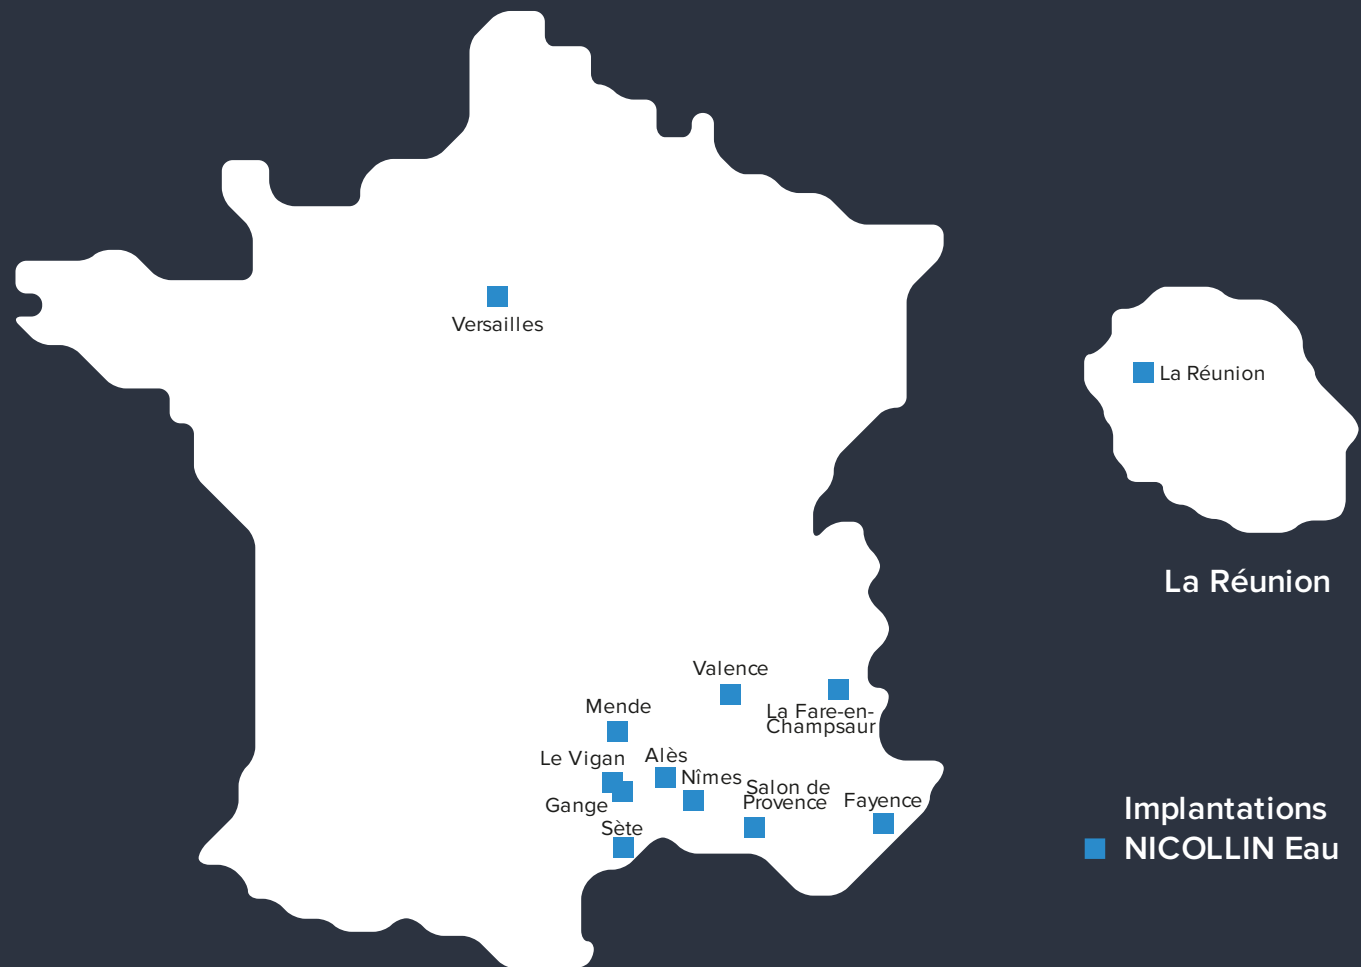 Versailles
La Réunion
La Réunion
Valence
Mende
La Fare-en-
Champsaur
Le Vigan
Alès
Nîmes
Salon de
Provence
Fayence
Gange
Sète
Implantations
NICOLLIN Eau